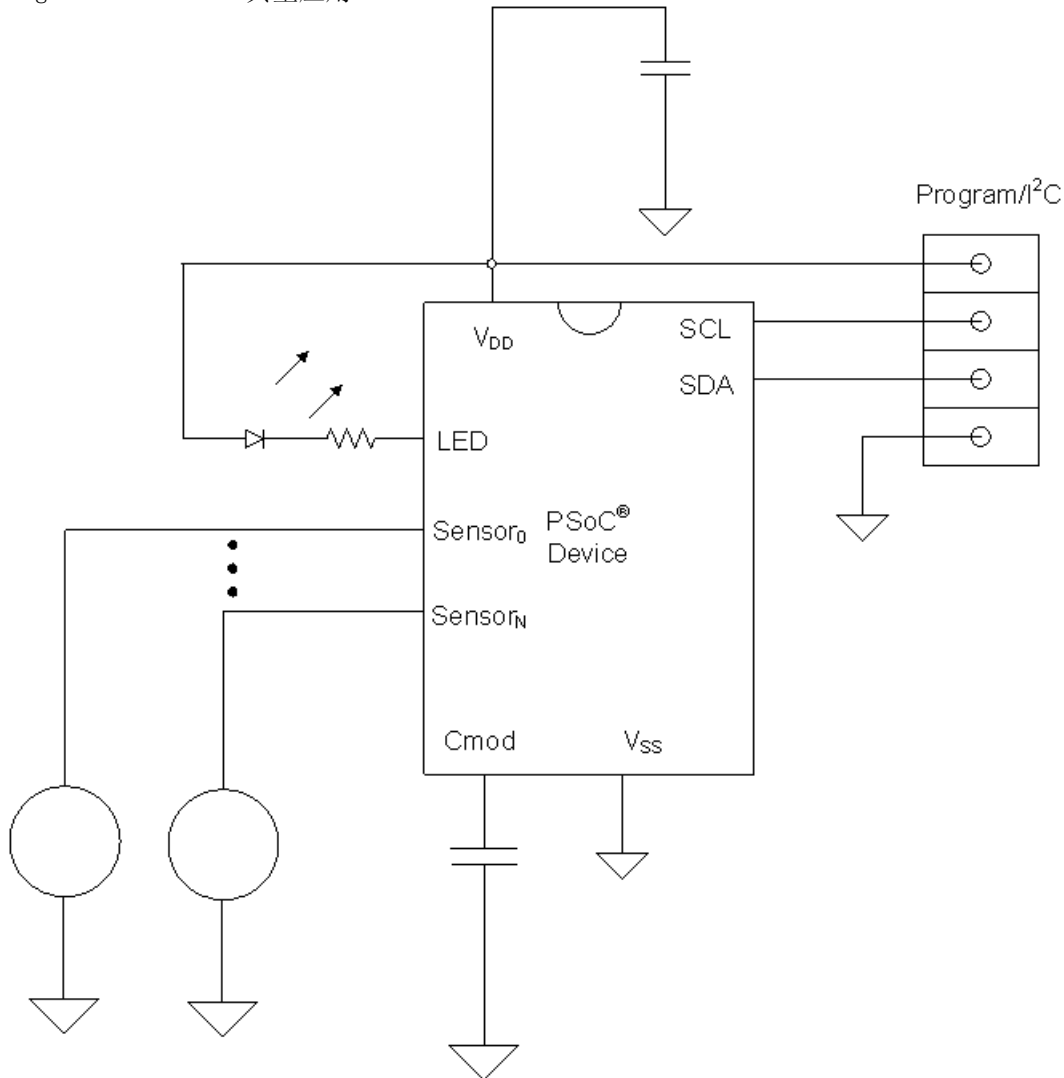 Program/I²C
V_DD
SCL
SDA
LED
Sensor₀
PSoC®
Device
Sensor_N
Cmod
V_SS